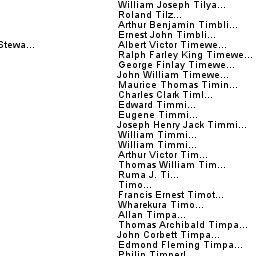 William Joseph Tilya...
Roland Tilz...
Arthur Benjamin Timbli...
Ernest John Timbli...
Stewa... Albert Victor Timewe...
Ralph Farley King Timewe...
George Finlay Timewe...
John William Timewe...
Maurice Thomas Timin...
Charles Clark Timl...
Edward Timmi...
Eugene Timmi...
Joseph Henry Jack Timmi...
William Timmi...
William Timmi...
Arthur Victor Tim...
Thomas William Tim...
Ruma J. Ti...
Timo...
Francis Ernest Timot...
Wharekura Timo...
Allan Timpa...
Thomas Archibald Timpa...
John Corbett Timpa...
Edmond Fleming Timpa...
Philip Timperl...